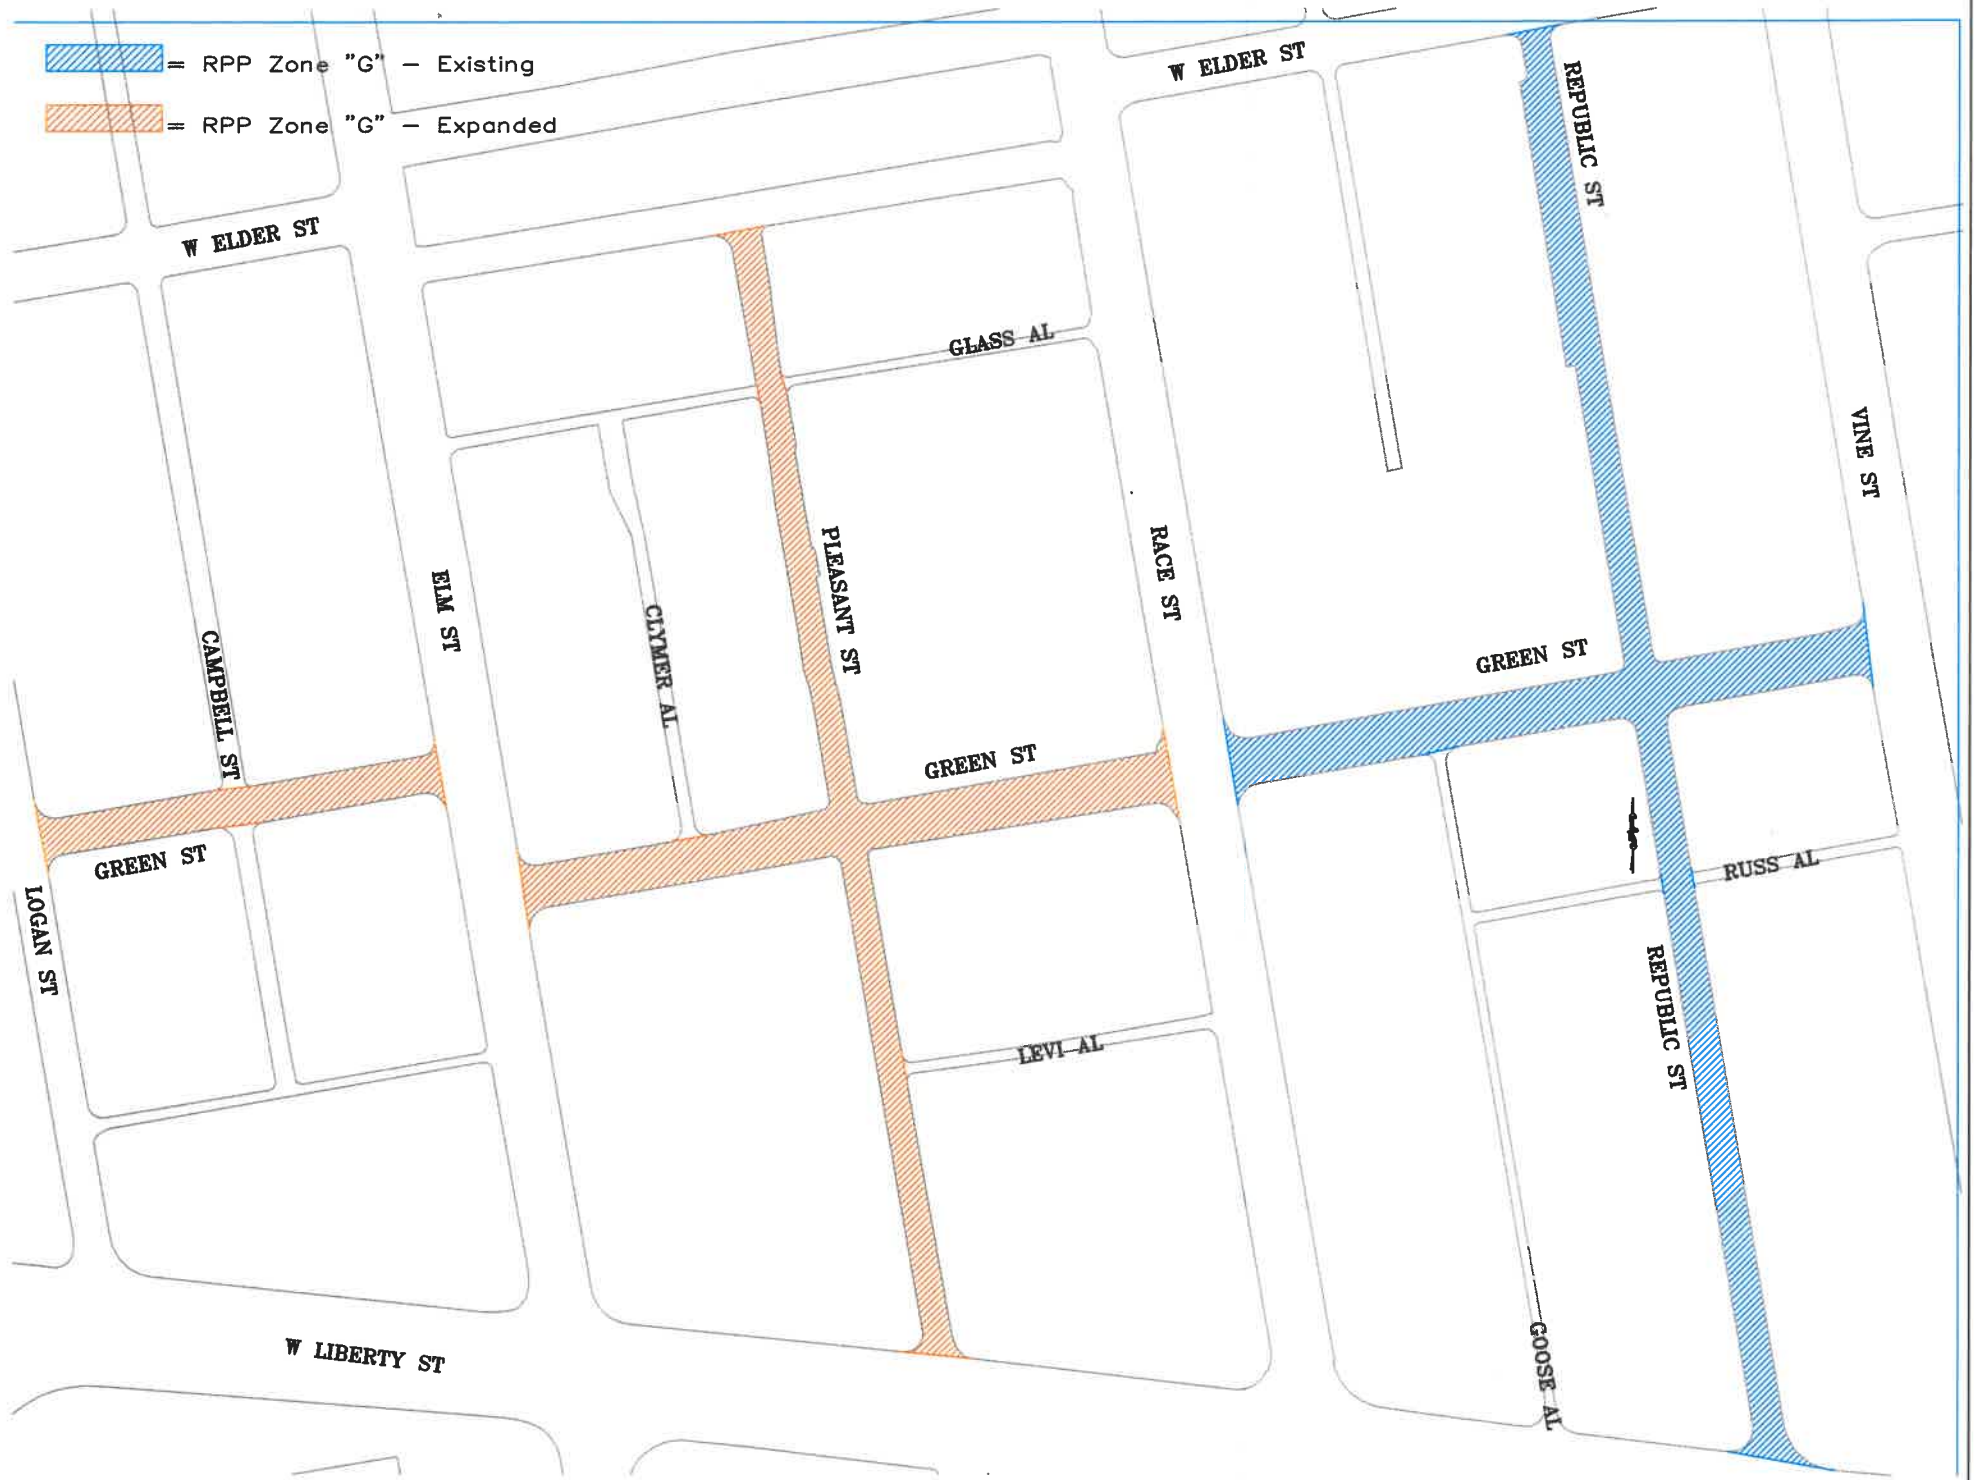 = RPP Zone "G" - Existing
= RPP Zone "G" - Expanded
W ELDER ST
W ELDER ST
REPUBLIC ST
GLASS AL
VINE ST
ELM ST
CAMPBELL ST
CLYMER AL
PLEASANT ST
RACE ST
GREEN ST
GREEN ST
GREEN ST
LOGAN ST
RUSS AL
REPUBLIC ST
LEVI AL
GOOSE AL
W LIBERTY ST